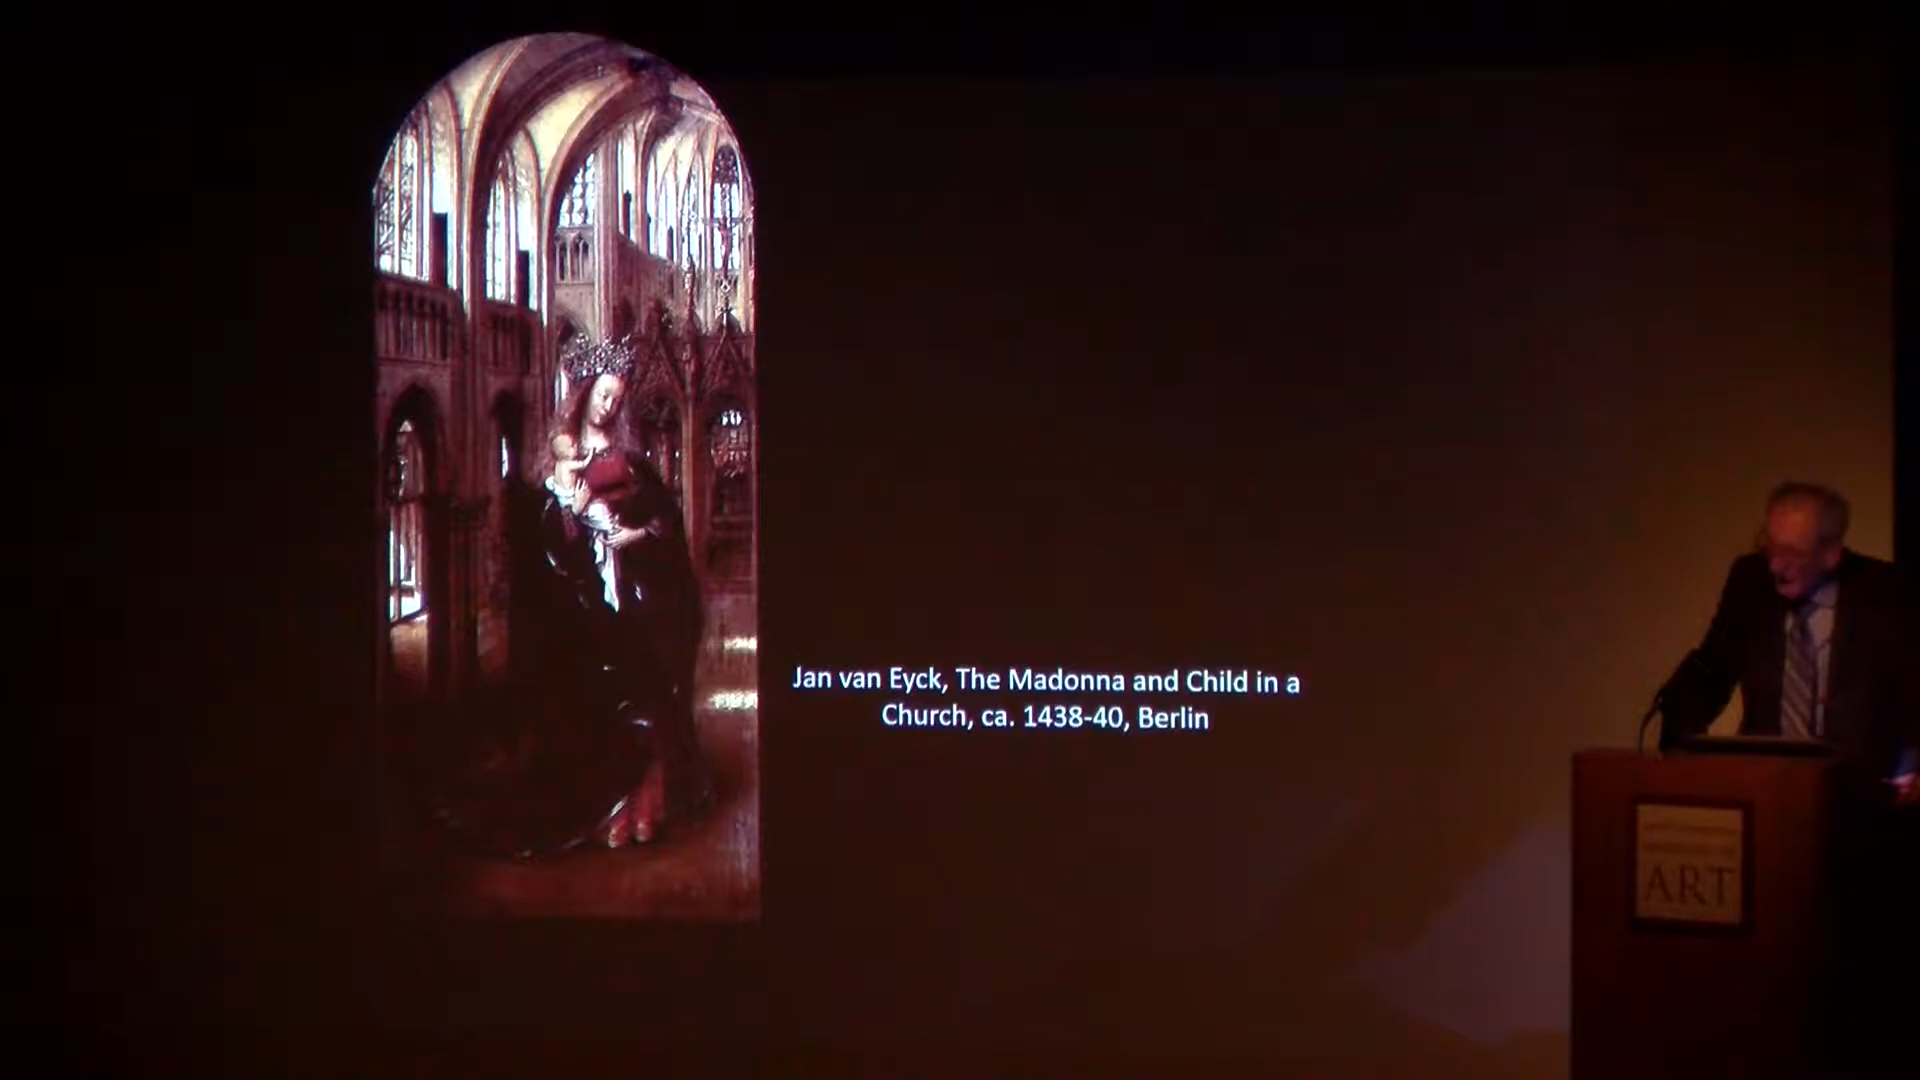 Jan van Eyck, The Madonna and Child in a
Church, ca. 1438-40, Berlin
ART